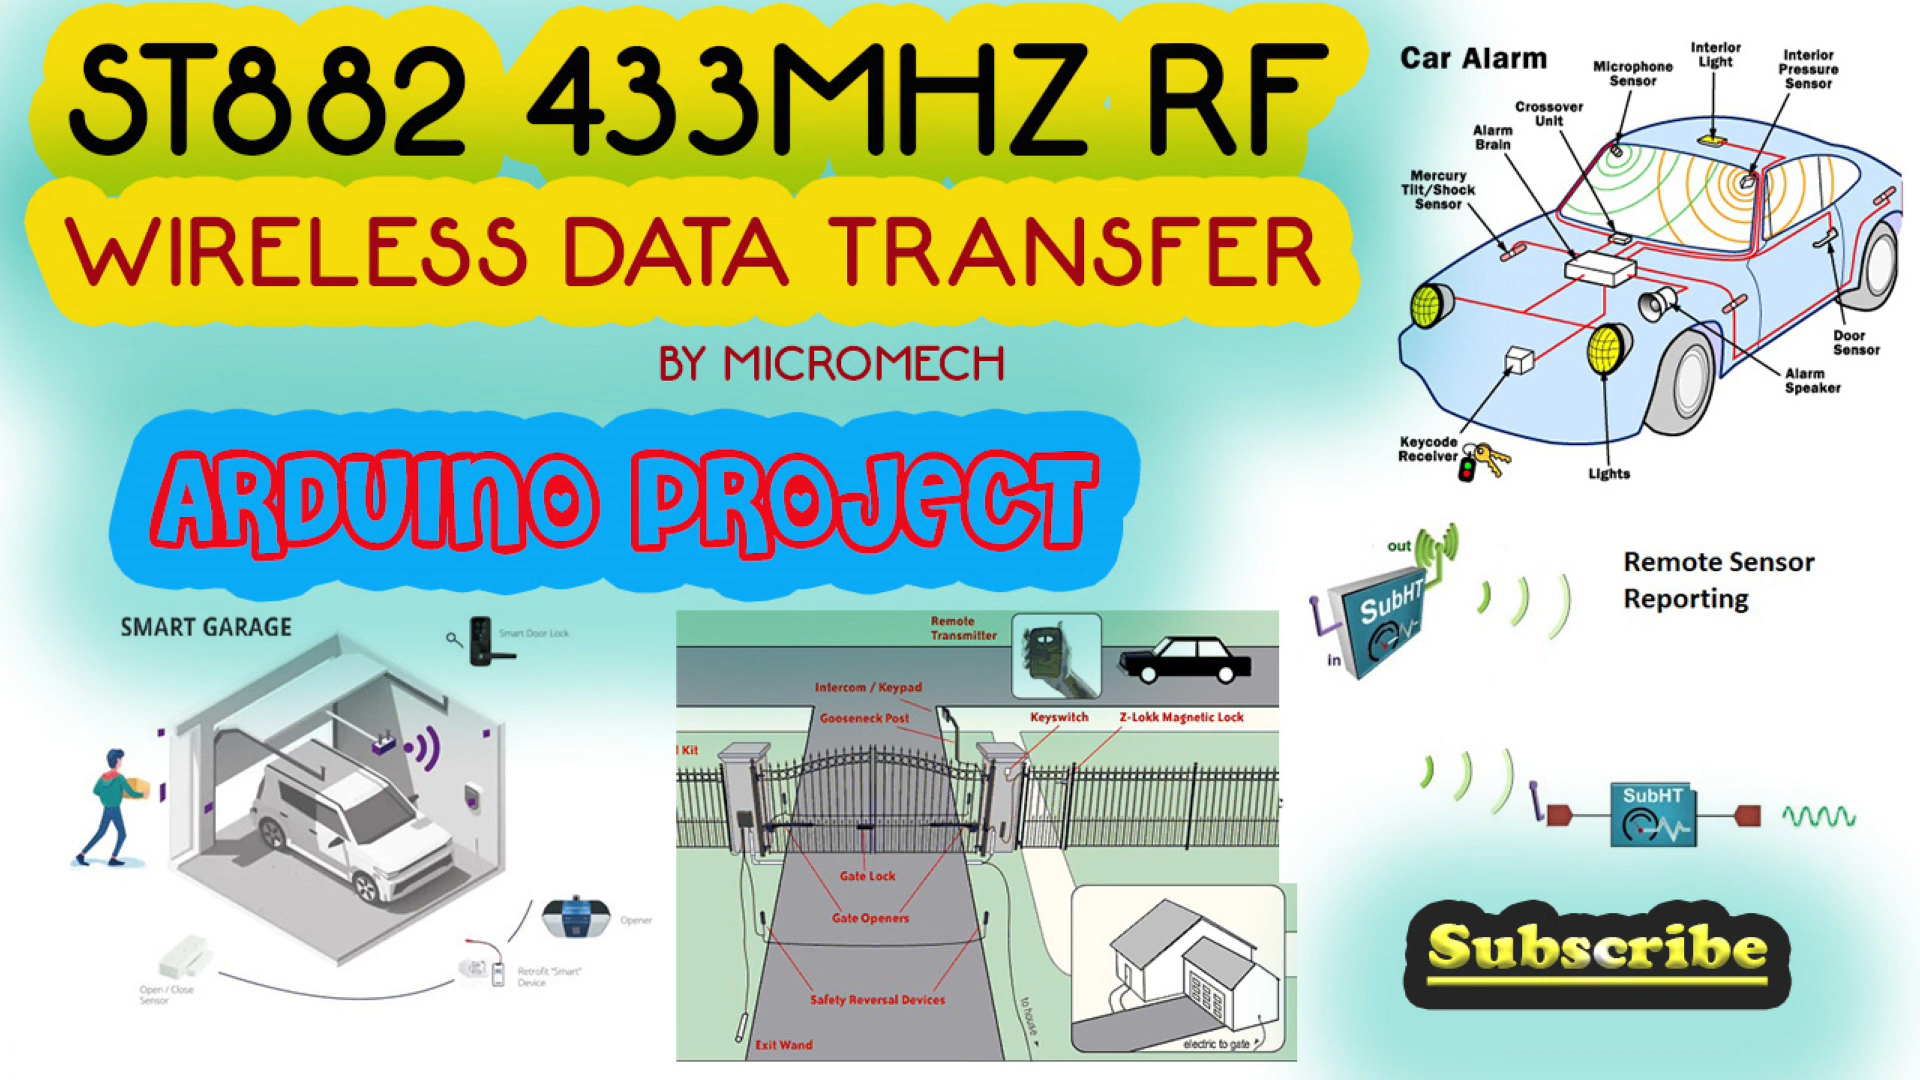 ST882 433MHZ RF
WIRELESS DATA TRANSFER
BY MICROMECH
ARDUINO PROJECT
Car Alarm
Microphone
Sensor
Interior
Light
Interior
Pressure
Sensor
Crossover
Unit
Alarm
Brain
Mercury
Tilt/Shock
Sensor
Door
Sensor
Alarm
Speaker
Keycode
Receiver
Lights
out
SubHT
in
Remote Sensor
Reporting
SubHT
Subscribe
SMART GARAGE
Smart Door Lock
Opener
Retrofit "Smart"
Device
Open / Close
Sensor
Remote
Transmitter
Intercom / Keypad
Gooseneck Post
Keyswitch
Z-Lokk Magnetic Lock
l Kit
Gate Lock
Gate Openers
Safety Reversal Devices
Exit Wand
to house
electric to gate